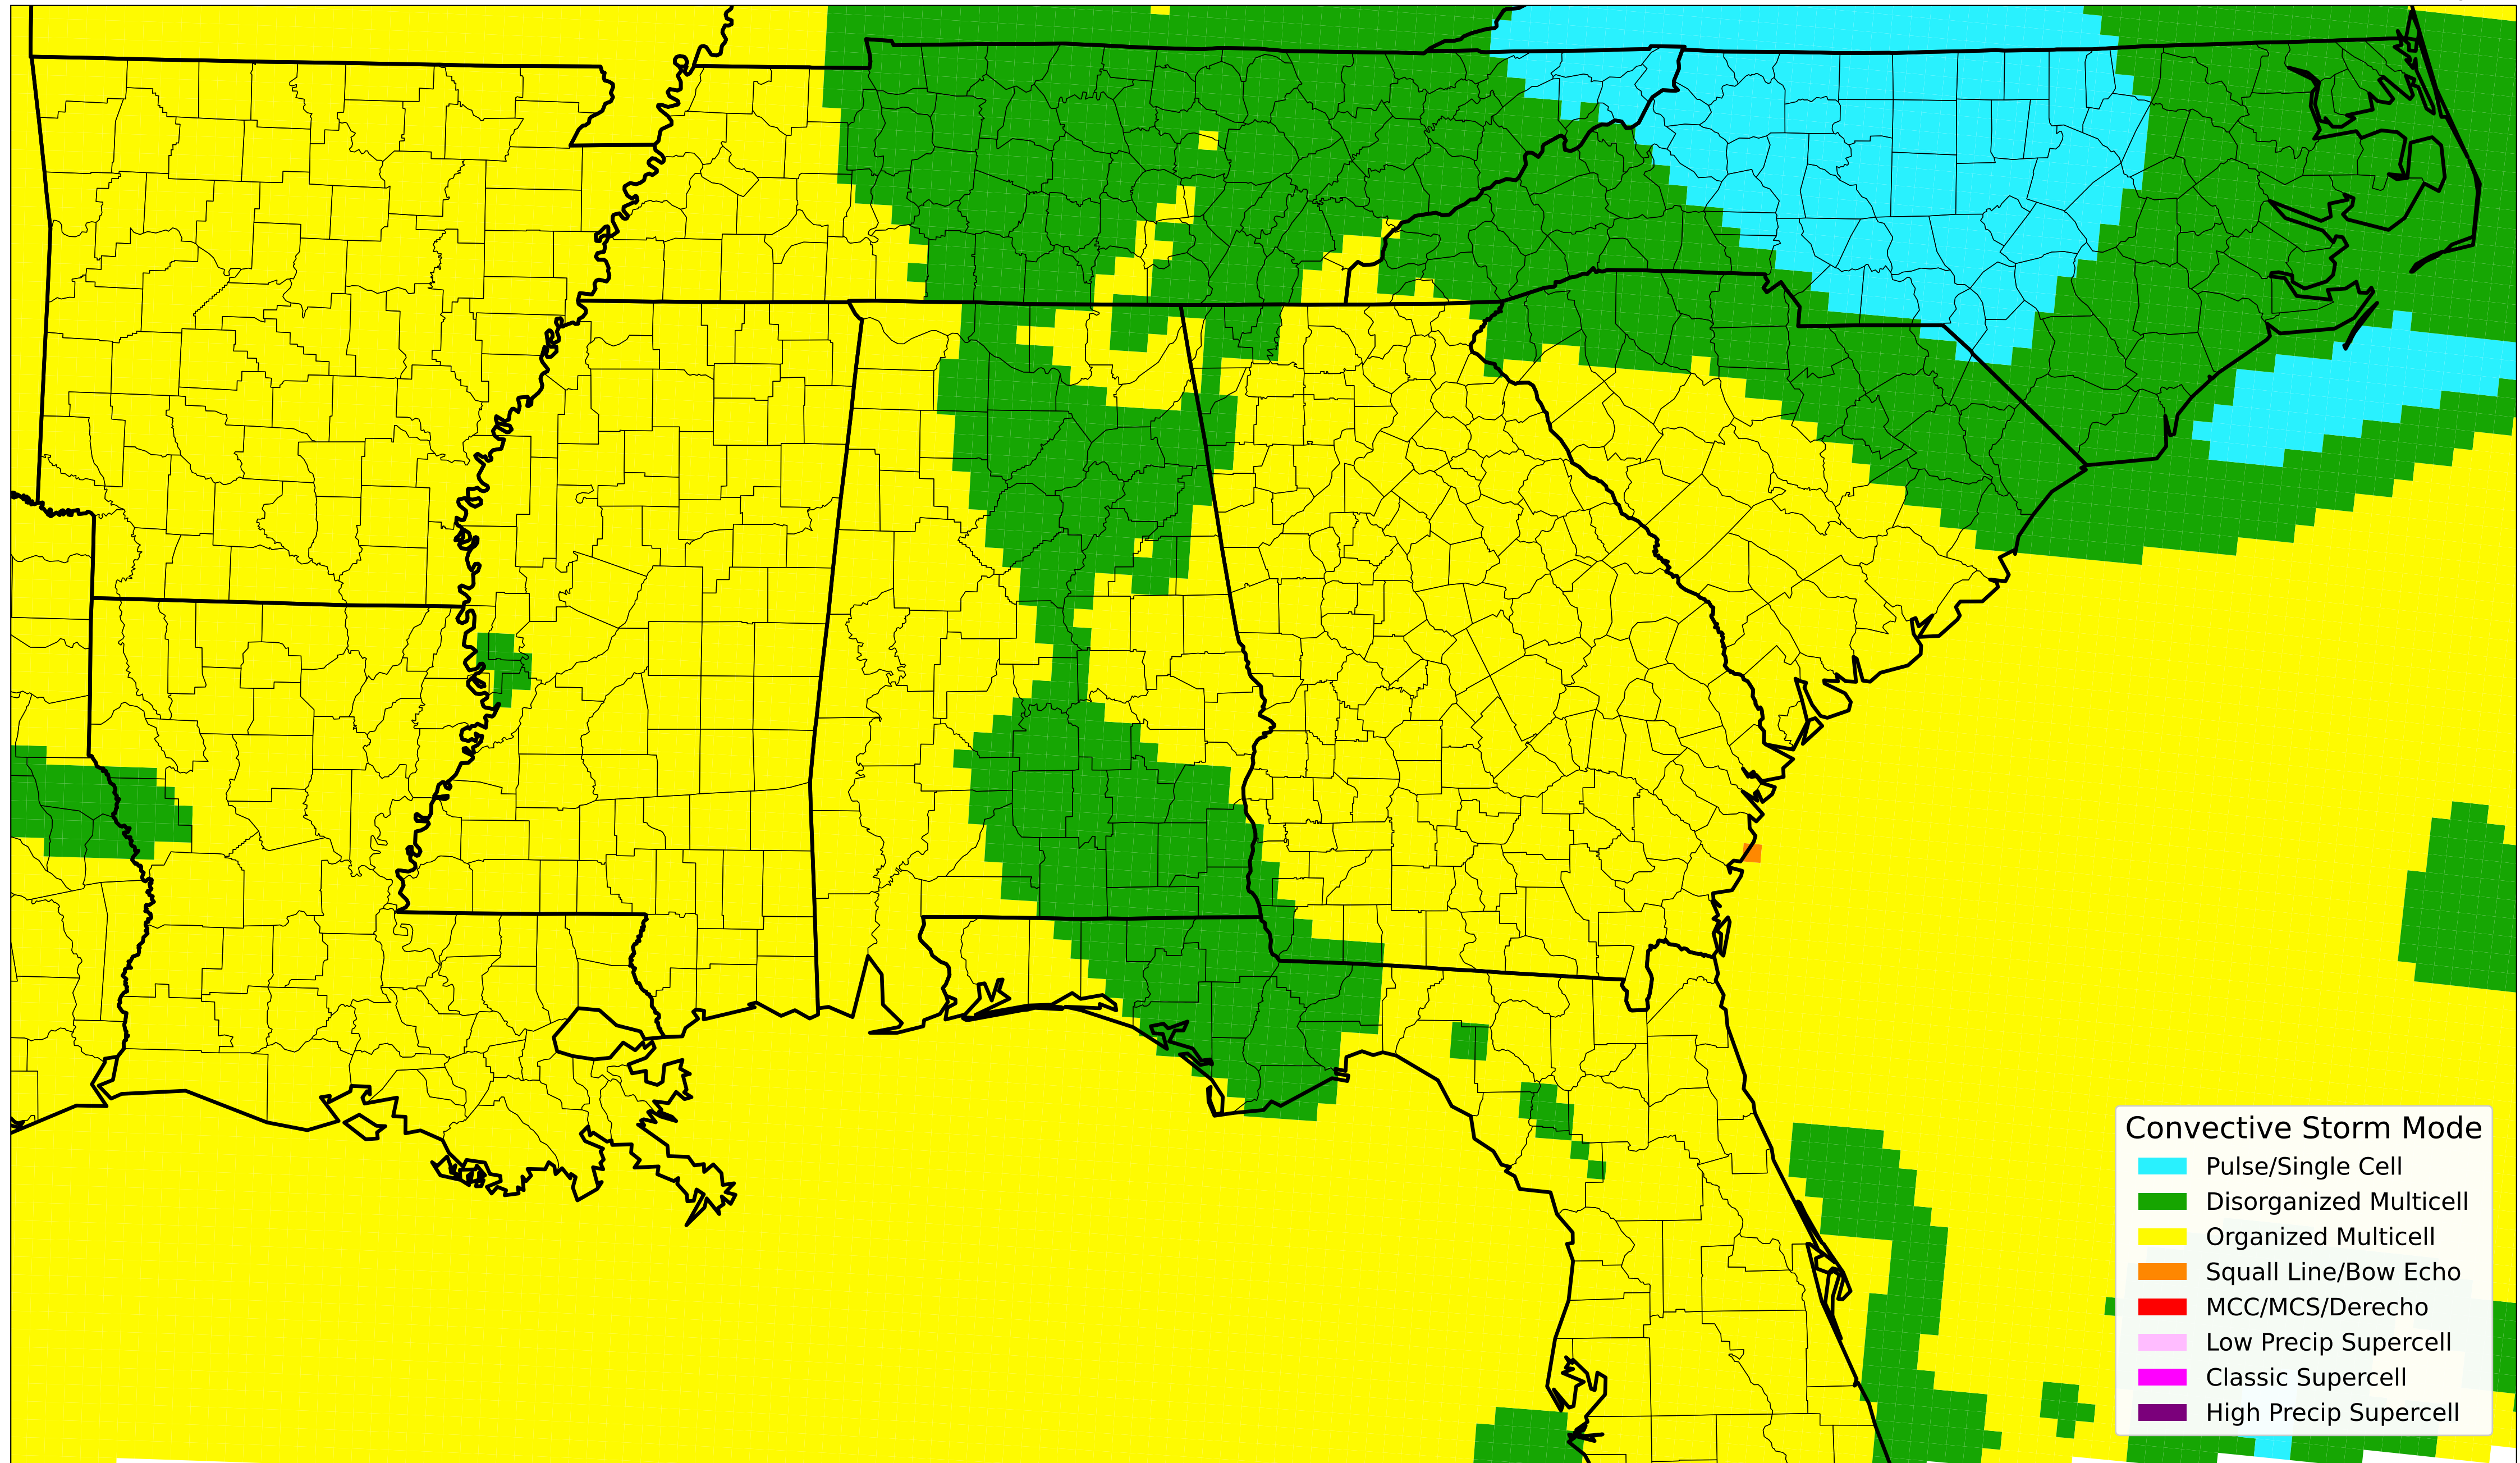 Convective Storm Mode
Pulse/Single Cell
Disorganized Multicell
Organized Multicell
Squall Line/Bow Echo
MCC/MCS/Derecho
Low Precip Supercell
Classic Supercell
High Precip Supercell